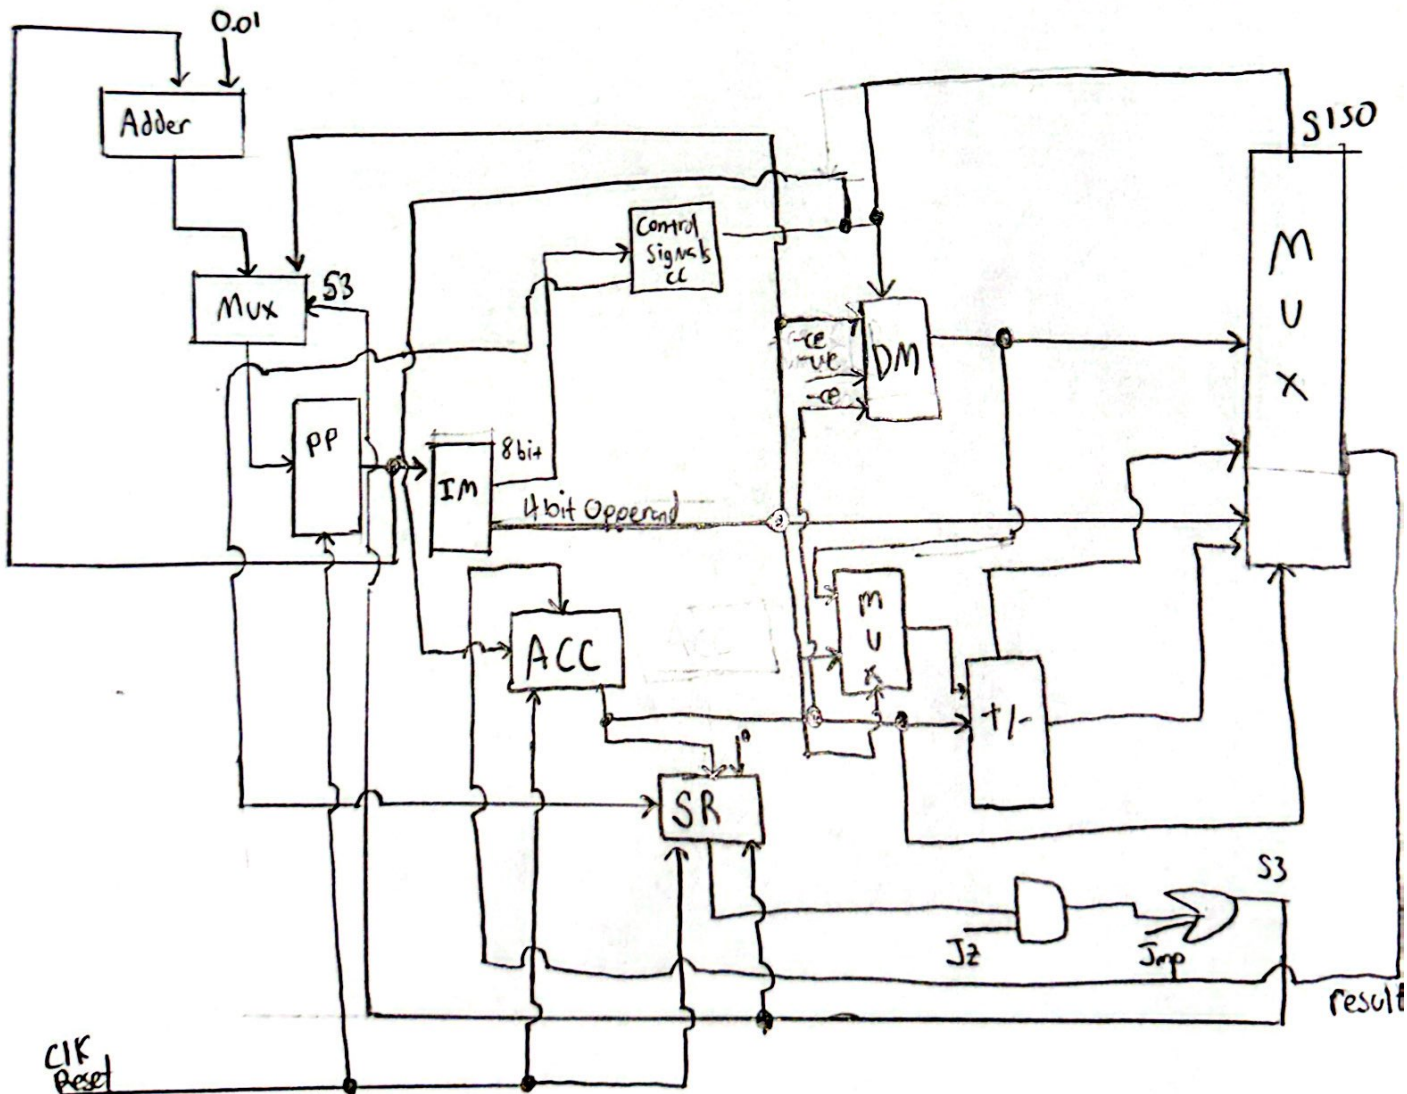 0.01
Adder
S1S0
Control
Signals
CC
Mux
S3
M
U
X
-ce
-we
-ce
DM
PP
8bit
IM
4bit Opperand
M
U
X
ACC
+/-
SR
S3
Jz
Jmp
result
Clk
Reset